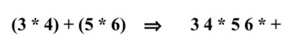 (3 * 4) + (5 * 6) ⇒ 3 4 * 5 6 * +